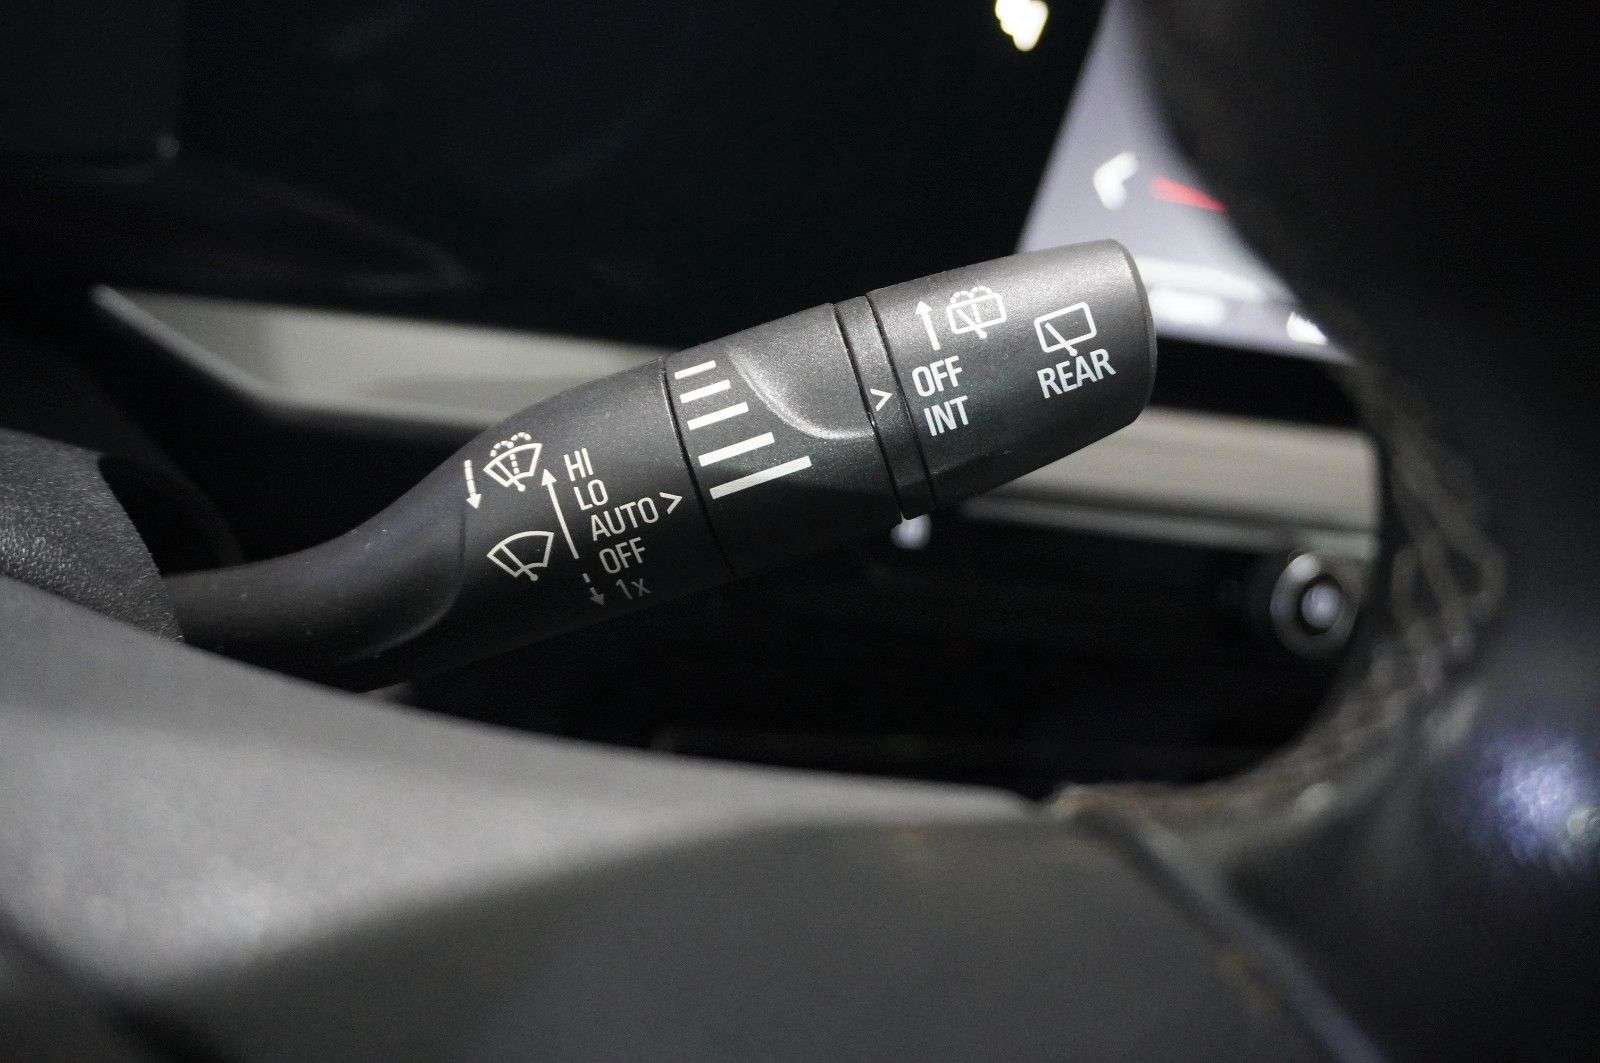 HI
LO
AUTO >
OFF
1x
> OFF
INT
REAR